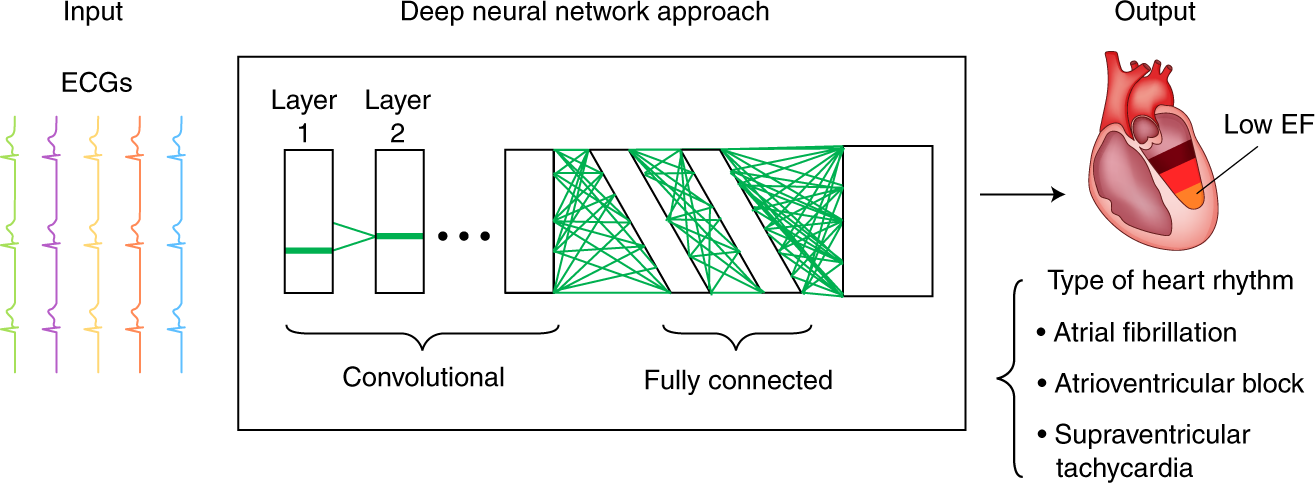 Input
Deep neural network approach
Output
ECGs
Layer
1
Layer
2
Convolutional
Fully connected
Low EF
Type of heart rhythm
• Atrial fibrillation
• Atrioventricular block
• Supraventricular
tachycardia